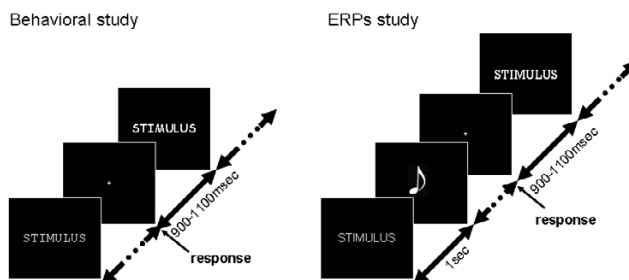 Behavioral study
STIMULUS
STIMULUS
900-1100msec
response
ERPs study
STIMULUS
STIMULUS
900-1100msec
response
1sec